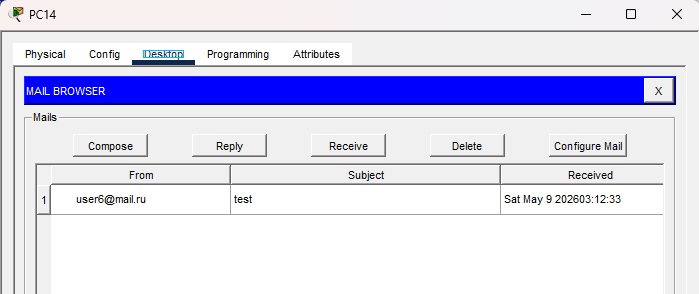 PC14
Physical Config Desktop Programming Attributes
MAIL BROWSER X
Mails
Compose Reply Receive Delete Configure Mail
From Subject Received
1 user6@mail.ru test Sat May 9 202603:12:33